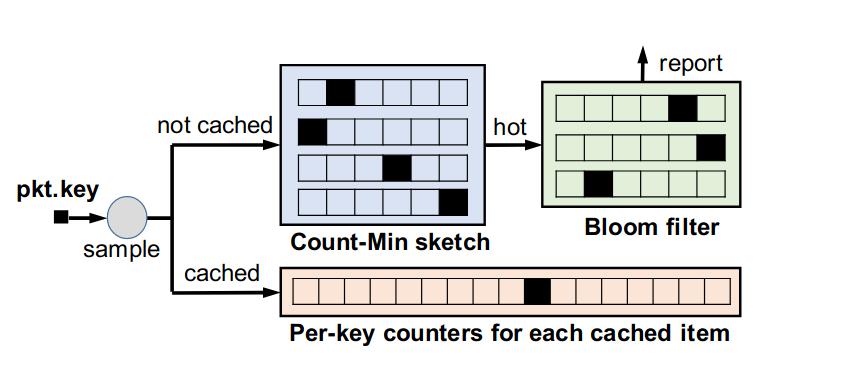 report
not cached
hot
pkt.key
sample
Count-Min sketch
Bloom filter
cached
Per-key counters for each cached item